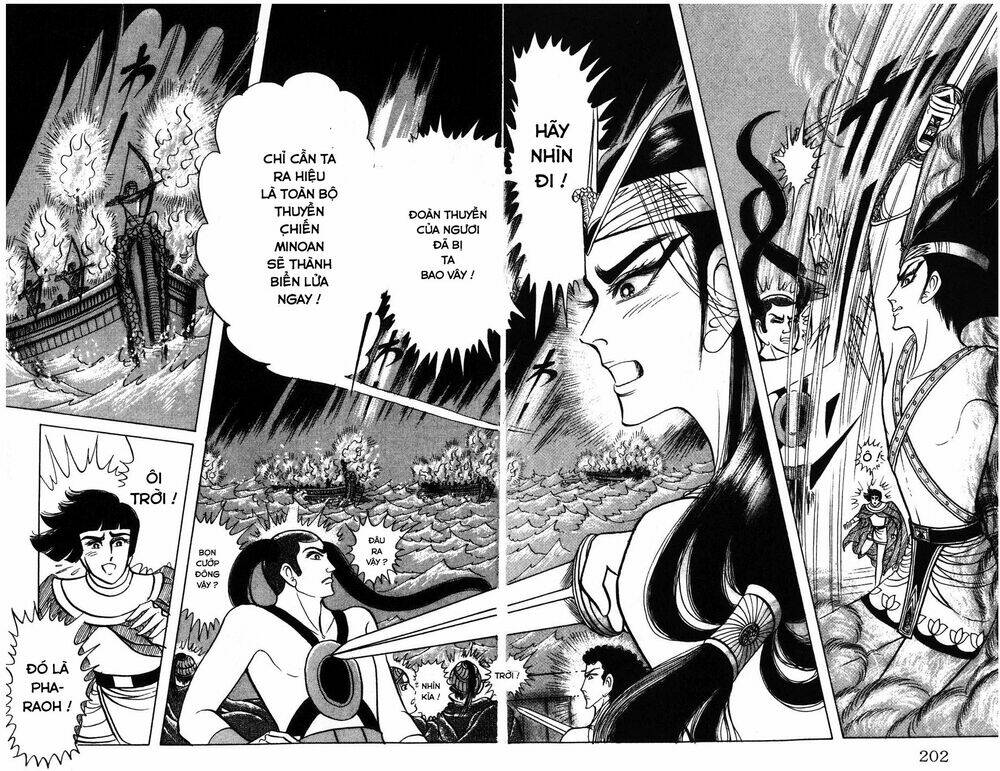 Ô !
HÃY
NHÌN
ĐI !
ĐOÀN THUYỀN
CỦA NGƯƠI
ĐÃ BỊ
TA
BAO VÂY !
CHỈ CẦN TA
RA HIỆU
LÀ TOÀN BỘ
THUYỀN
CHIẾN
MINOAN
SẼ THÀNH
BIỂN LỬA
NGAY !
TRỜI !
NHÌN
KÌA !
ĐÂU
RA
VẬY ?
BỌN
CƯỚP
ĐÔNG
VẬY ?
ÔI
TRỜI !
ĐÓ LÀ
PHA-
RAOH !
202